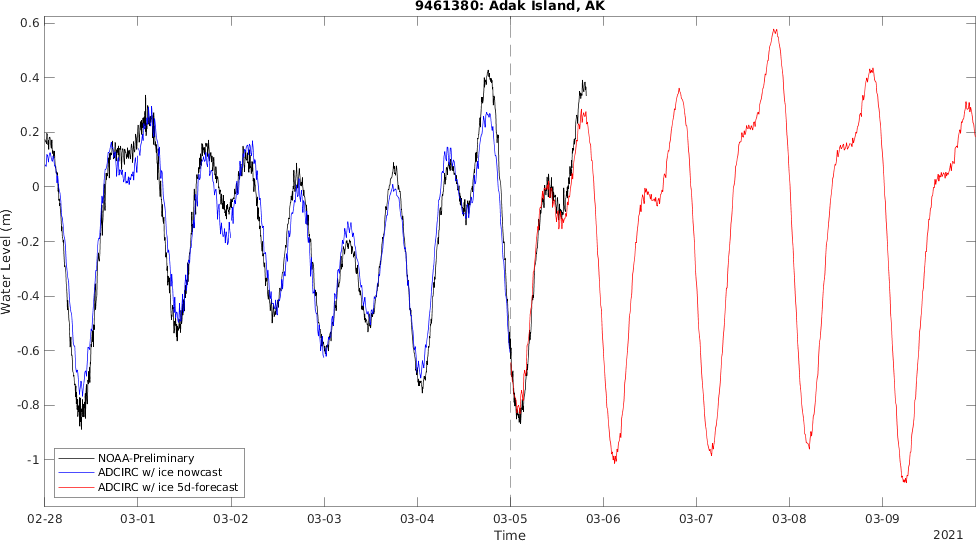 9461380: Adak Island, AK
0.6
0.4
0.2
0
-0.2
-0.4
-0.6
-0.8
-1
Water Level (m)
NOAA-Preliminary
ADCIRC w/ ice nowcast
ADCIRC w/ ice 5d-forecast
02-28 03-01 03-02 03-03 03-04 03-05 03-06 03-07 03-08 03-09
Time
2021